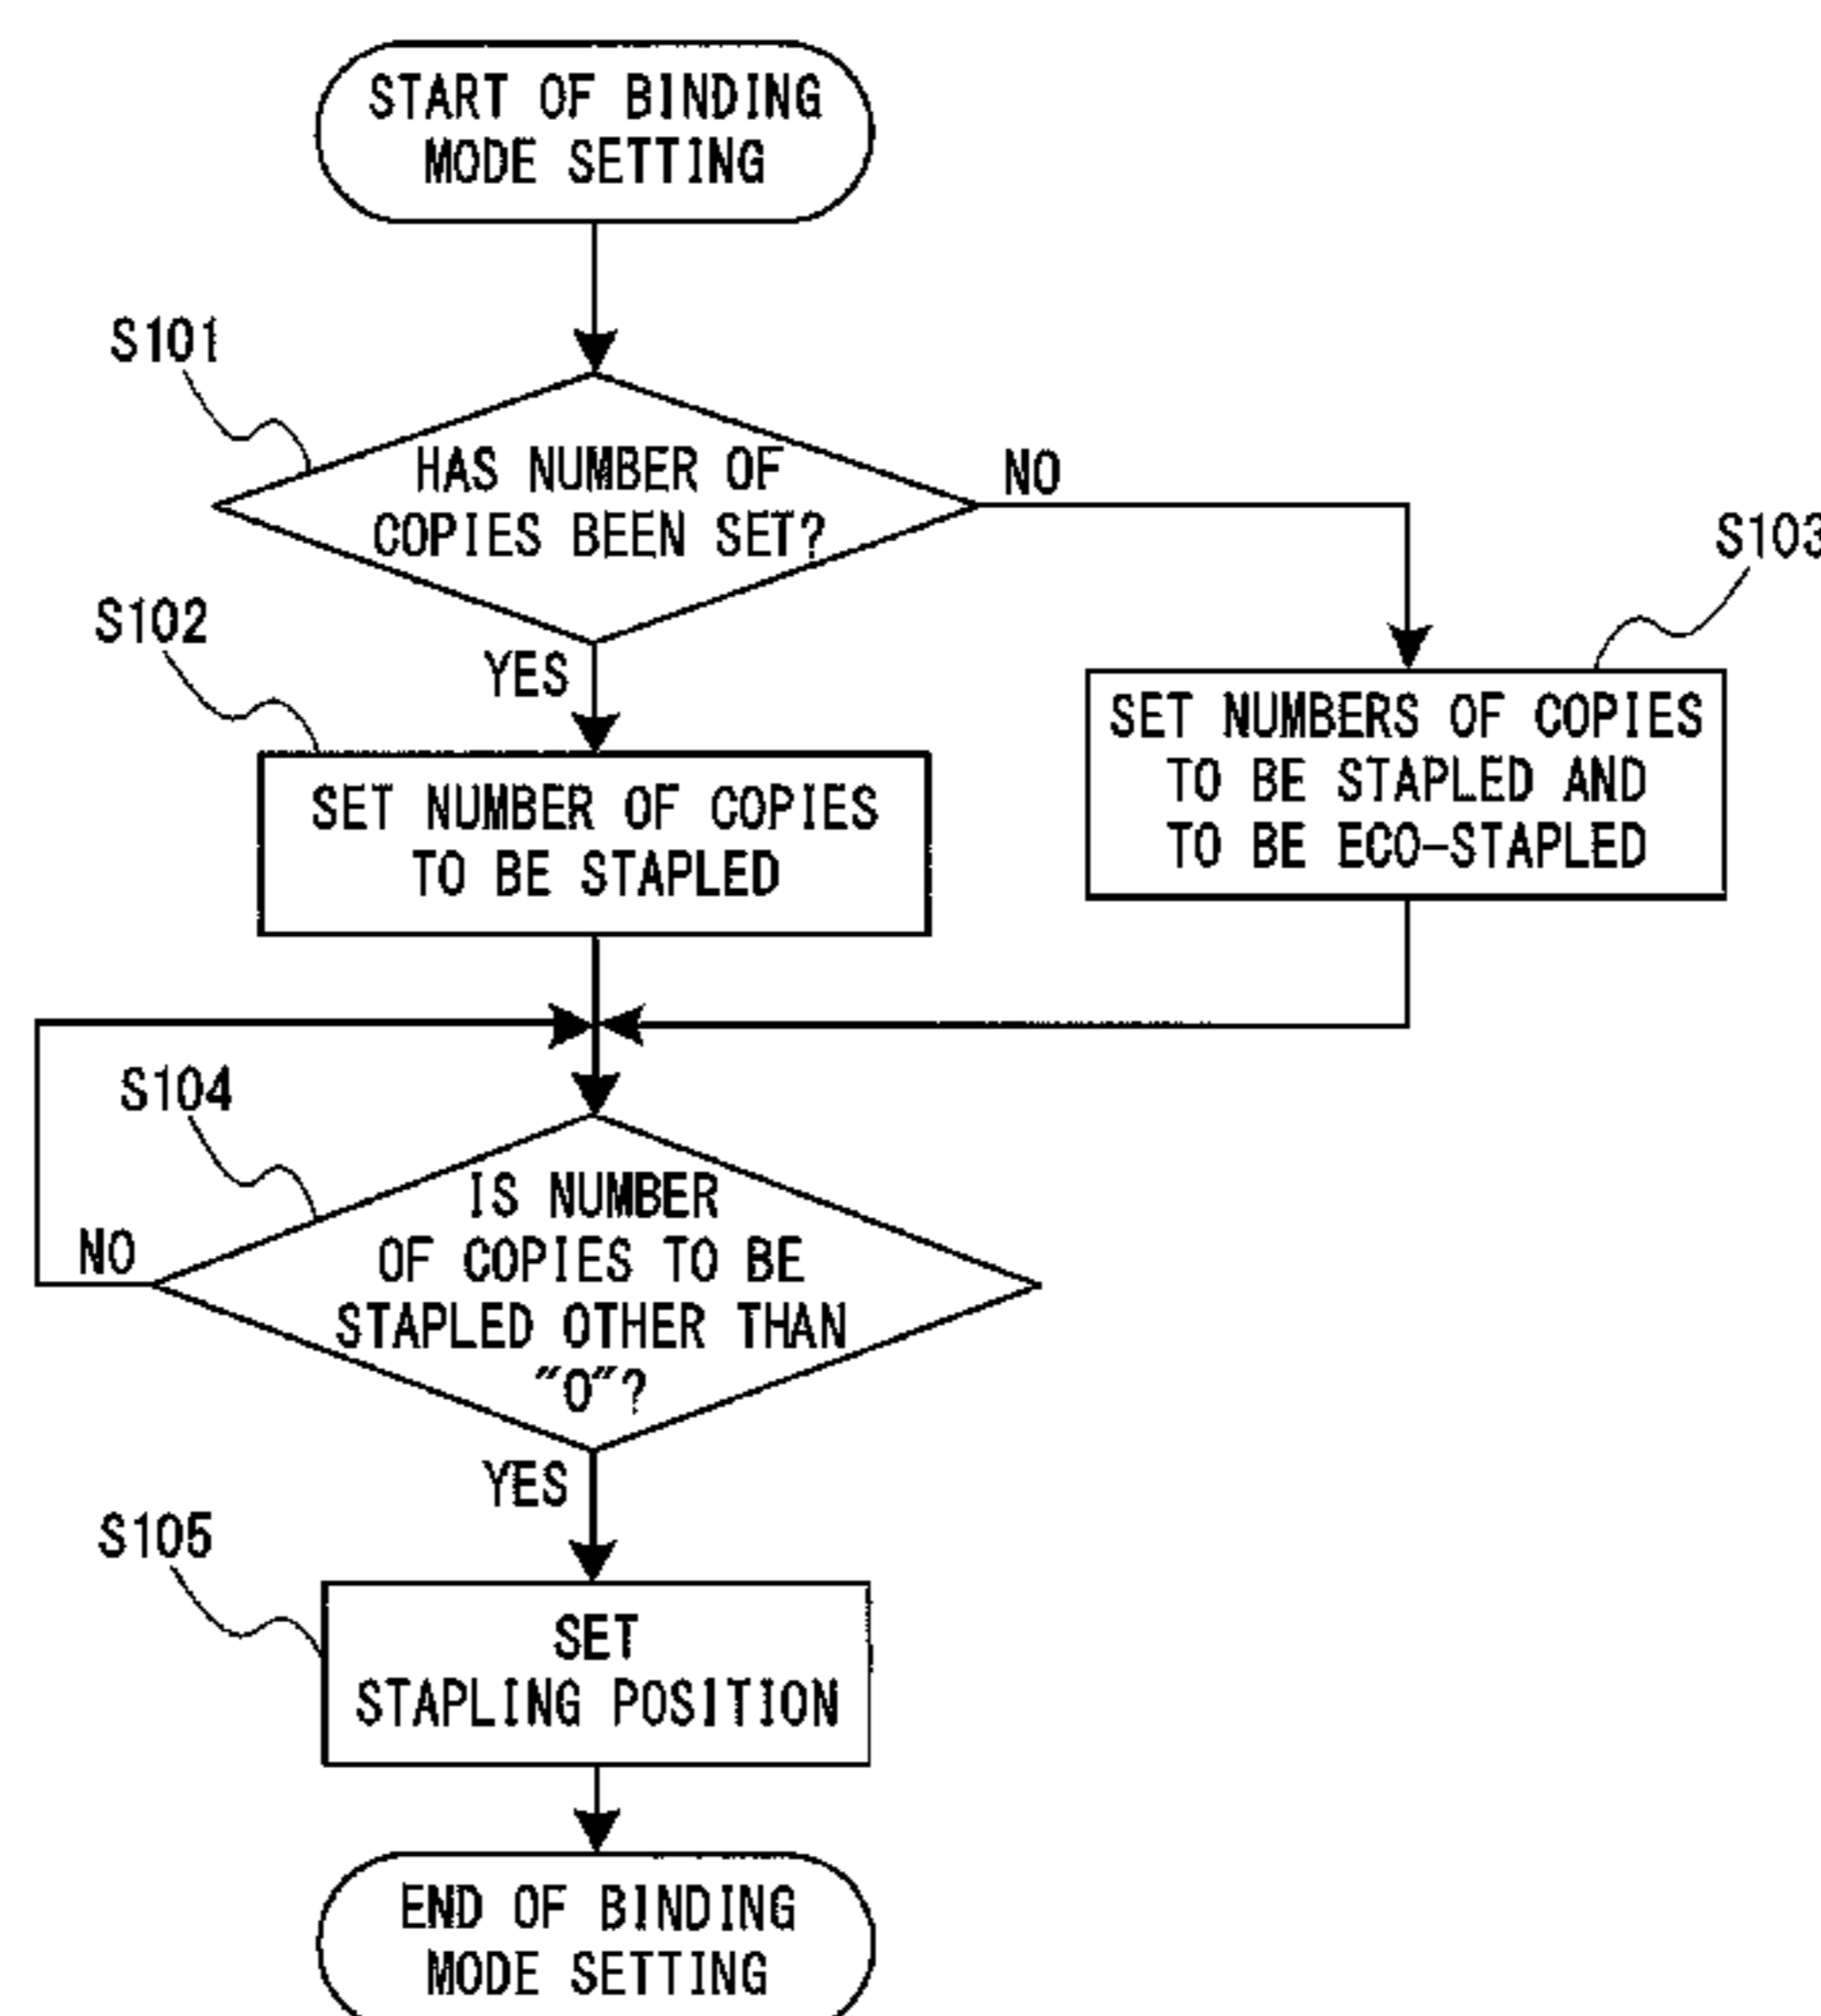 START OF BINDING
MODE SETTING
S101
HAS NUMBER OF
COPIES BEEN SET?
NO
S103
S102
YES
SET NUMBERS OF COPIES
TO BE STAPLED AND
TO BE ECO-STAPLED
SET NUMBER OF COPIES
TO BE STAPLED
S104
IS NUMBER
OF COPIES TO BE
STAPLED OTHER THAN
"0"?
NO
YES
S105
SET
STAPLING POSITION
END OF BINDING
MODE SETTING